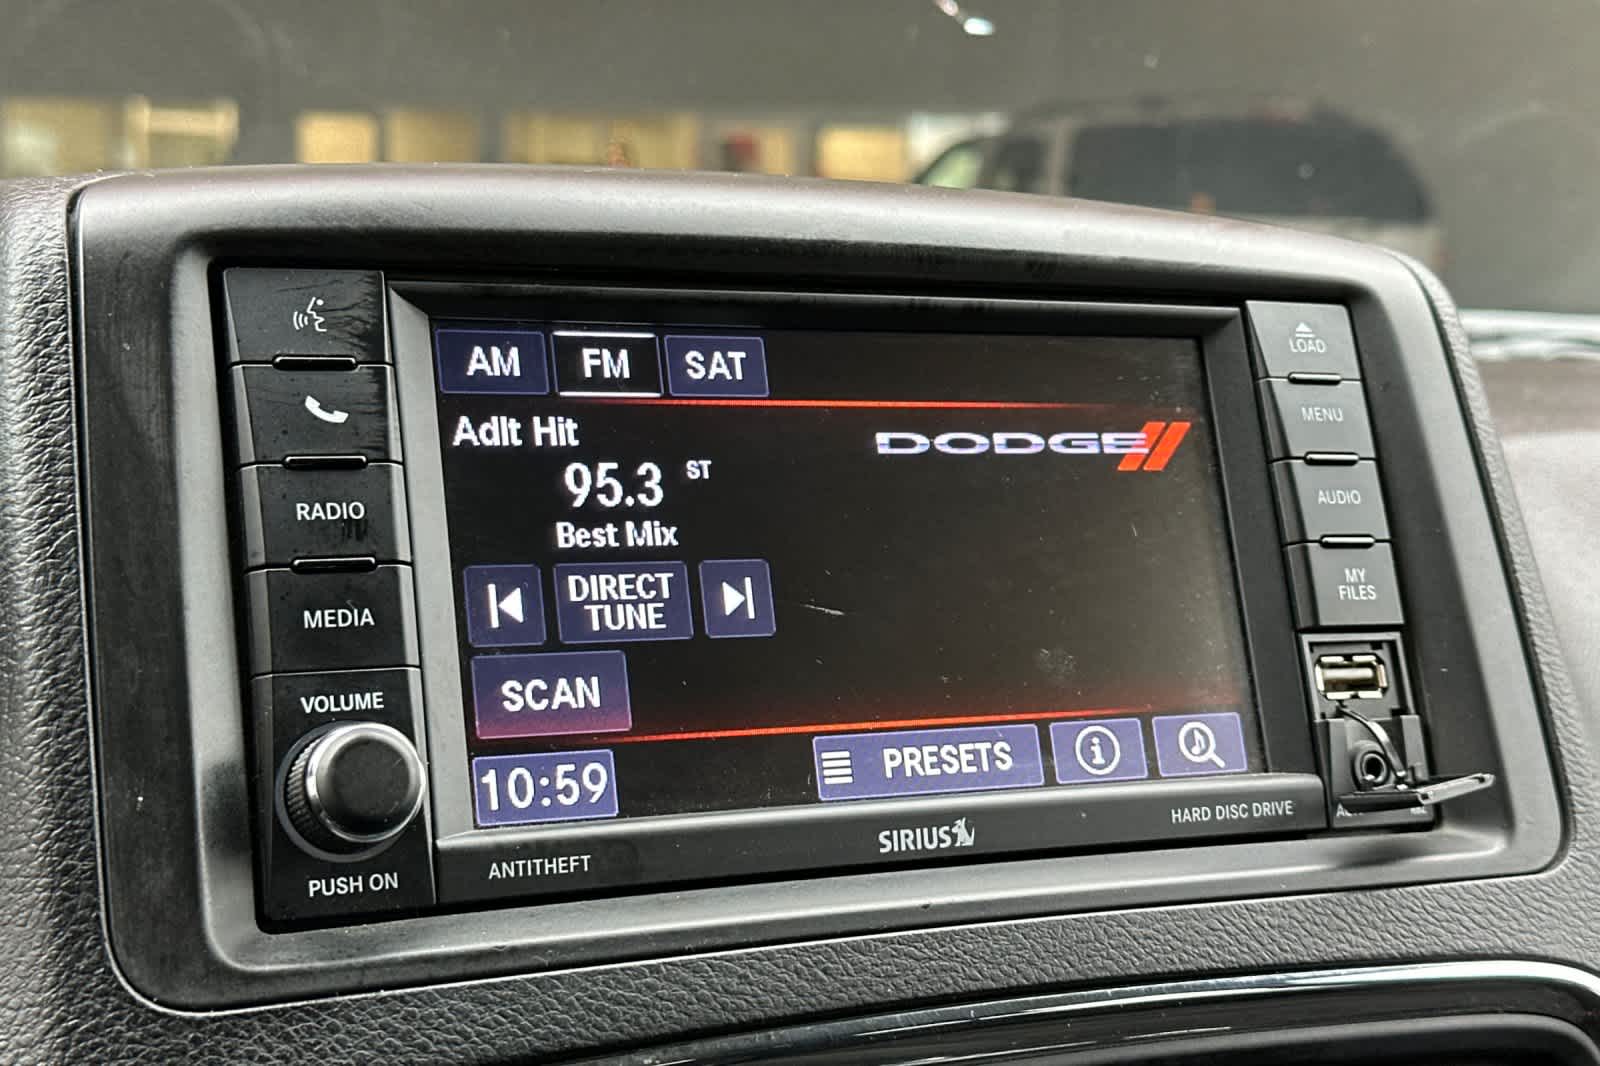 AM FM SAT
Adlt Hit
DODGE
95.3 ST
Best Mix
DIRECT
TUNE
SCAN
10:59
PRESETS
RADIO
MEDIA
VOLUME
PUSH ON
LOAD
MENU
AUDIO
MY
FILES
ANTITHEFT
SIRIUS
HARD DISC DRIVE